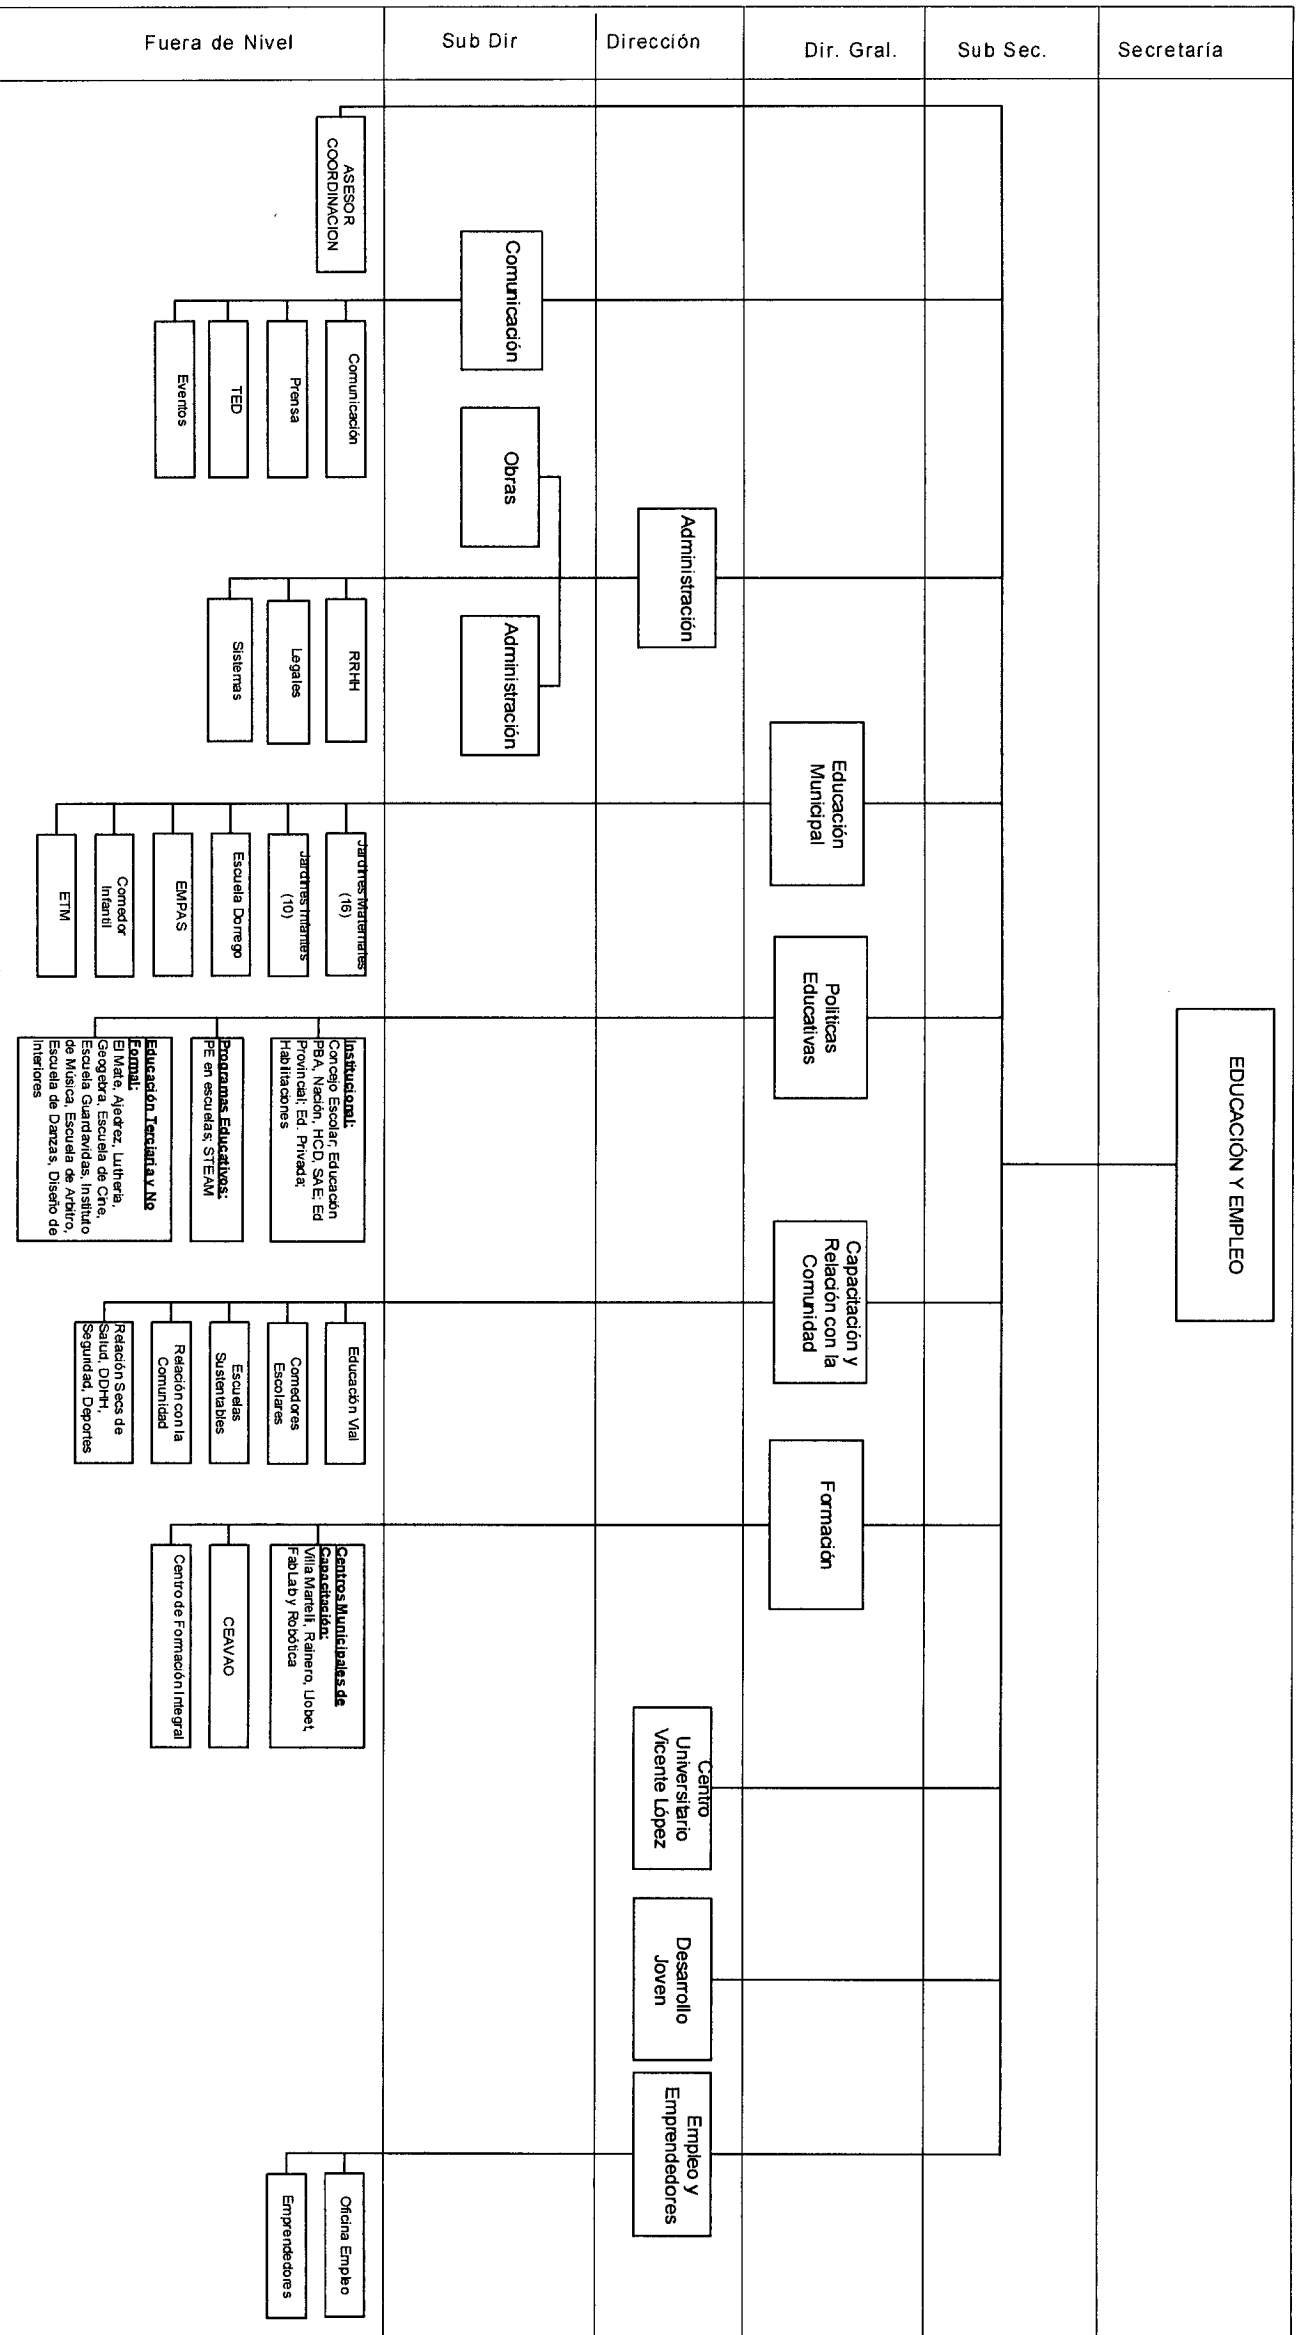 Fuera de Nivel
Sub Dir
Dirección
Dir. Gral.
Sub Sec.
Secretaría
EDUCACIÓN Y EMPLEO
ASESOR
COORDINACION
Comunicación
Comunicación
Prensa
TED
Eventos
Administración
Obras
Administración
RRHH
Legales
Sistemas
Educación
Municipal
Jardines Maternales
(16)
Jardines Infantes
(10)
Escuela Dorrego
EMPAS
Comedor
Infantil
ETM
Politicas
Educativas
Institucional:
Concejo Escolar; Educación
PBA, Nación, HCD, SAE; Ed
Provincial; Ed. Privada;
Habilitaciones
Programas Educativos:
PE en escuelas; STEAM
Educación Terciaria y No
Formal:
El Mate, Ajedrez, Lutheria,
Geogebra, Escuela de Cine,
Escuela Guardavidas, Instituto
de Música, Escuela de Arbitro,
Escuela de Danzas, Diseño de
Interiores
Capacitación y
Relación con la
Comunidad
Educación Vial
Comedores
Escolares
Escuelas
Sustentables
Relación con la
Comunidad
Relación Secs de
Salud, DDHH,
Seguridad, Deportes
Formación
Centros Municipales de
Capacitación:
Villa Martelli, Rainero, Llobet,
FabLab y Robótica
CEAVAO
Centro de Formación Integral
Centro
Universitario
Vicente López
Desarrollo
Joven
Empleo y
Emprendedores
Oficina Empleo
Emprendedores